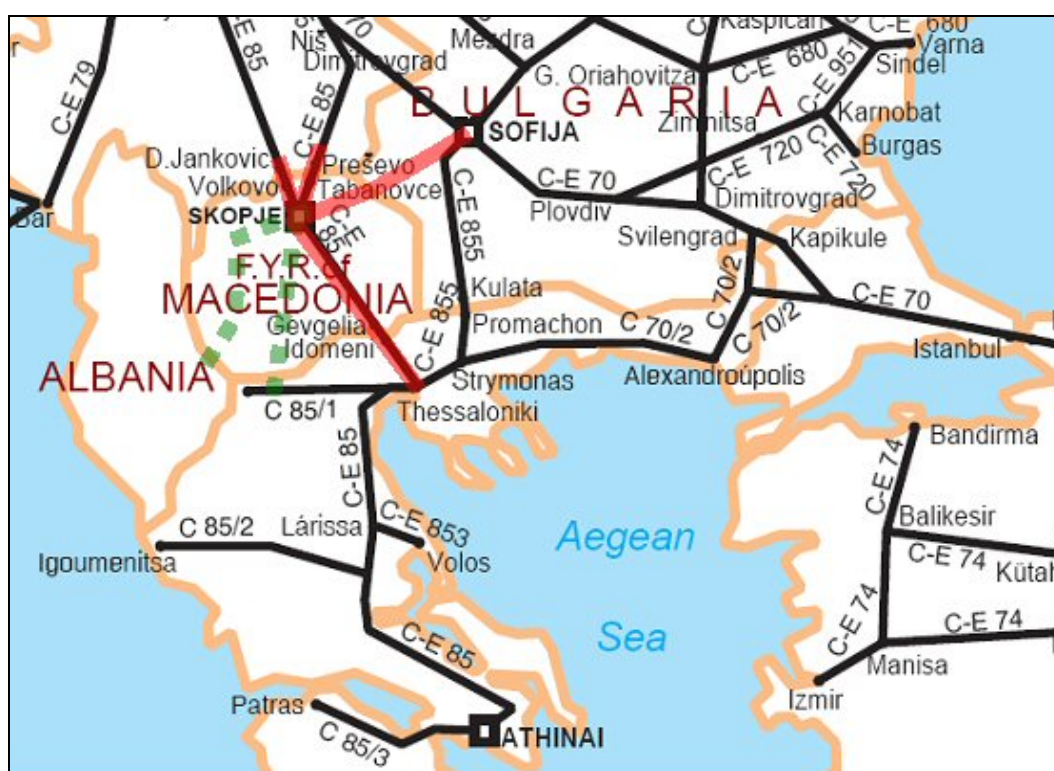 C-E 79
E 85
Niš
70
Dimitrovgrad
Mezdra
Kaspican
C-E 680
Varna
Sindel
G. Oriahovitza
C-E 680
C-E 951
BULGARIA
C-E 85
SOFIJA
Zimnitsa
Karnobat
Burgas
D.Jankovic
Preševo
Volkovo
Tabanovce
C-E 70
C-E 720
C-E 720
Bar
SKOPJE
C-E 85
C-E 855
Plovdiv
Dimitrovgrad
Svilengrad
Kapikule
F.Y.R.of
MACEDONIA
Kulata
C 70/2
C-E 70
Gevgelia
Idomeni
C-E 855
Promachon
C 70/2
C 70/2
Istanbul
ALBANIA
Strymonas
Alexandroúpolis
C 85/1
Thessaloniki
Bandirma
C-E 85
C-E 74
C 85/2
Lárissa
C-E 853
Aegean
Balikesir
Igoumenitsa
Volos
C-E 74
Kütah
C-E 74
C-E 74
Sea
C-E 85
Manisa
Izmir
Patras
C 85/3
ATHINAI